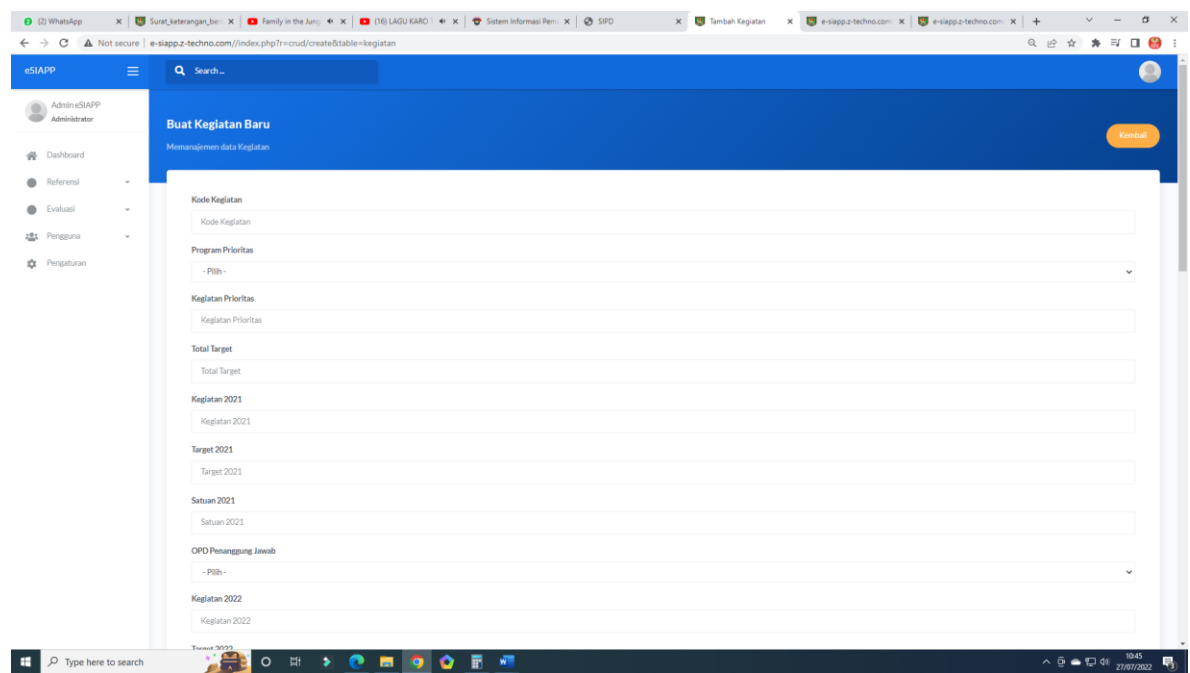 (2) WhatsApp
Surat_keterangan_ber
Family in the Jung
(16) LAGU KARO
Sistem Informasi Pem
SIPD
Tambah Kegiatan
e-siapp.z-techno.com
e-siapp.z-techno.com
Not secure | e-siapp.z-techno.com//index.php?r=crud/create&table=kegiatan
eSIAPP
Search...
Admin eSIAPP
Administrator
Dashboard
Referensi
Evaluasi
Pengguna
Pengaturan
Buat Kegiatan Baru
Memanajemen data Kegiatan
Kembali
Kode Kegiatan
Kode Kegiatan
Program Prioritas
- Pilih -
Kegiatan Prioritas
Kegiatan Prioritas
Total Target
Total Target
Kegiatan 2021
Kegiatan 2021
Target 2021
Target 2021
Satuan 2021
Satuan 2021
OPD Penanggung Jawab
- Pilih -
Kegiatan 2022
Kegiatan 2022
Target 2022
Type here to search
10:45
27/07/2022